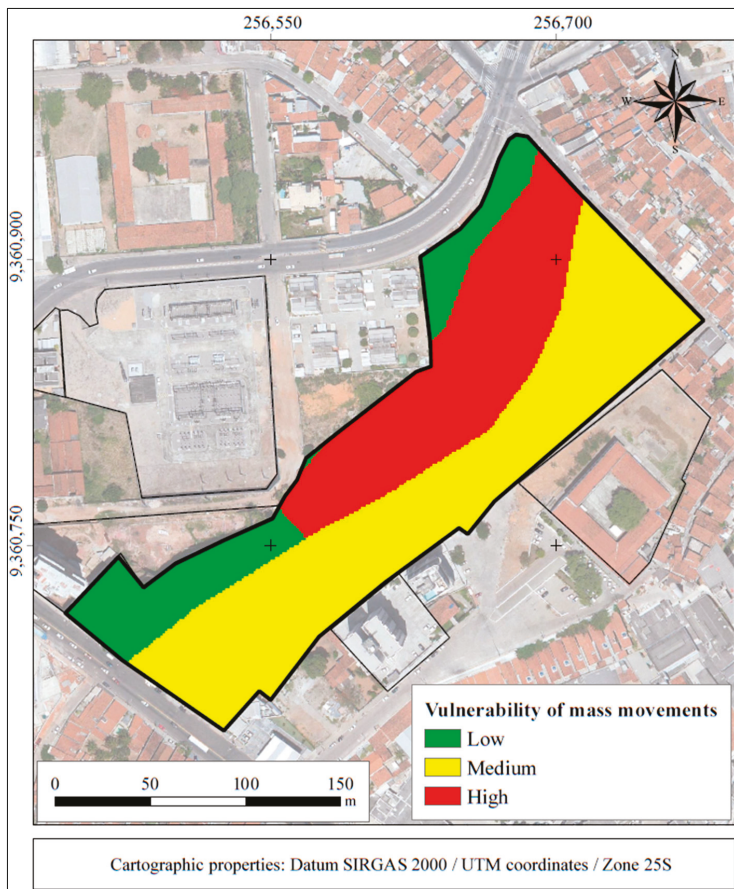 256,550 256,700
N
W E
S
9,360,900
9,360,750
Vulnerability of mass movements
Low
Medium
High
0 50 100 150
m
Cartographic properties: Datum SIRGAS 2000 / UTM coordinates / Zone 25S